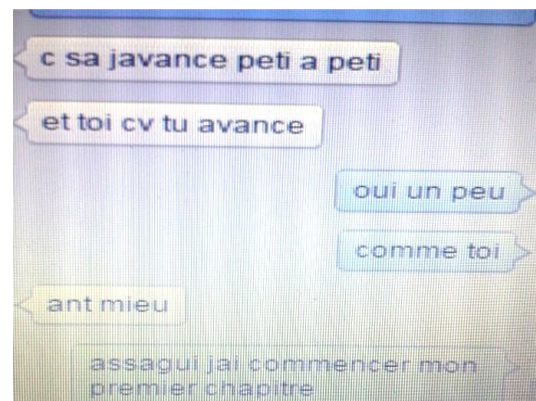 c sa javance peti a peti
et toi cv tu avance
oui un peu
comme toi
ant mieu
assagui jai commencer mon
premier chapitre